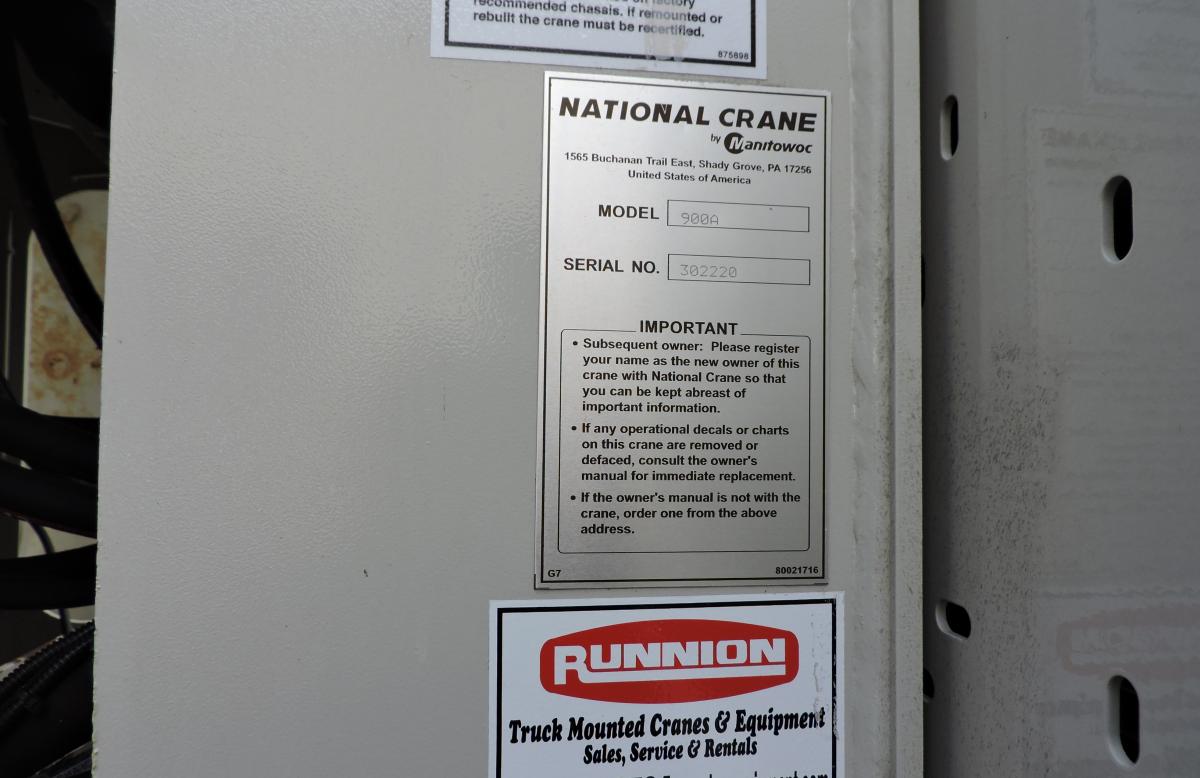 recommended chassis. If remounted or
rebuilt the crane must be recertified.
875898
NATIONAL CRANE
by Manitowoc
1565 Buchanan Trail East, Shady Grove, PA 17256
United States of America
MODEL 900A
SERIAL NO. 302220
IMPORTANT
• Subsequent owner: Please register
your name as the new owner of this
crane with National Crane so that
you can be kept abreast of
important information.
• If any operational decals or charts
on this crane are removed or
defaced, consult the owner's
manual for immediate replacement.
• If the owner's manual is not with the
crane, order one from the above
address.
G7 80021716
RUNNION
Truck Mounted Cranes & Equipment
Sales, Service & Rentals